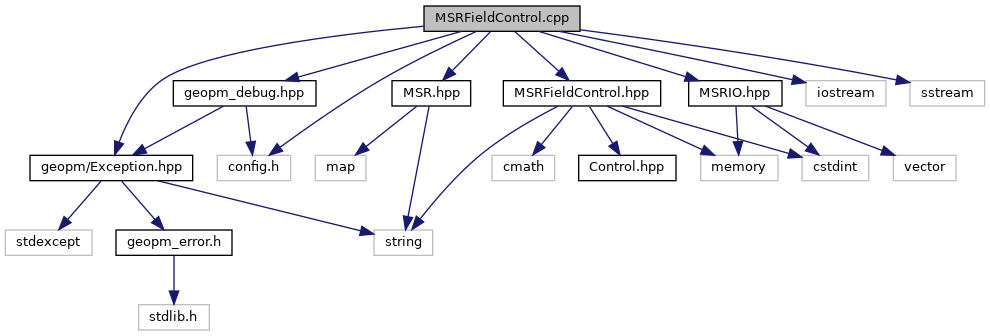 MSRFieldControl.cpp
geopm_debug.hpp
MSR.hpp
MSRFieldControl.hpp
MSRIO.hpp
iostream
sstream
geopm/Exception.hpp
config.h
map
cmath
Control.hpp
memory
cstdint
vector
stdexcept
geopm_error.h
string
stdlib.h